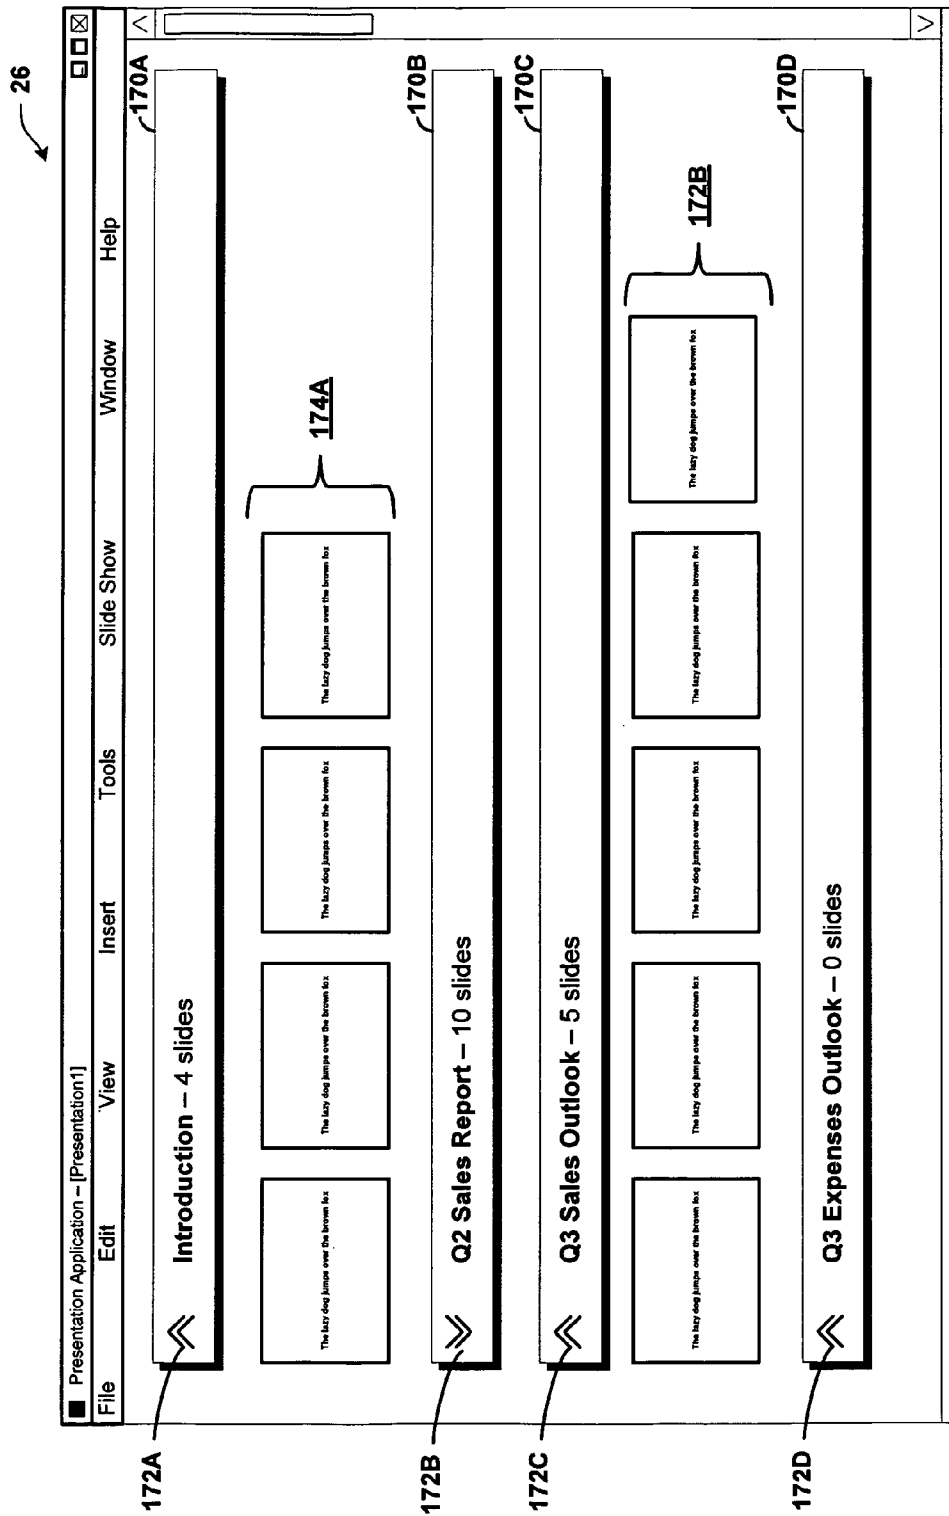 26
Presentation Application – [Presentation1]
File Edit View Insert Tools Slide Show Window Help
170A
172A
Introduction – 4 slides
The lazy dog jumps over the brown fox
The lazy dog jumps over the brown fox
The lazy dog jumps over the brown fox
The lazy dog jumps over the brown fox
174A
170B
172B
Q2 Sales Report – 10 slides
170C
172C
Q3 Sales Outlook – 5 slides
The lazy dog jumps over the brown fox
The lazy dog jumps over the brown fox
The lazy dog jumps over the brown fox
The lazy dog jumps over the brown fox
The lazy dog jumps over the brown fox
172B
170D
172D
Q3 Expenses Outlook – 0 slides